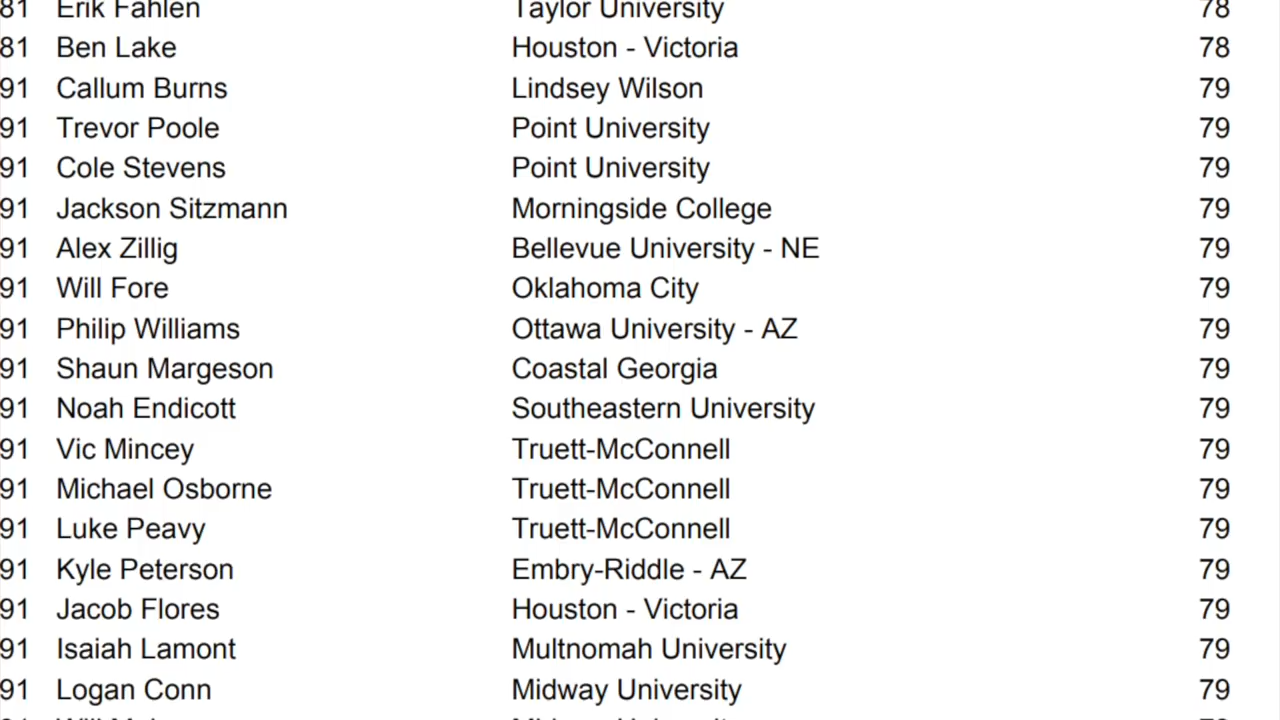 81 Erik Fahlen Taylor University 78
81 Ben Lake Houston - Victoria 78
91 Callum Burns Lindsey Wilson 79
91 Trevor Poole Point University 79
91 Cole Stevens Point University 79
91 Jackson Sitzmann Morningside College 79
91 Alex Zillig Bellevue University - NE 79
91 Will Fore Oklahoma City 79
91 Philip Williams Ottawa University - AZ 79
91 Shaun Margeson Coastal Georgia 79
91 Noah Endicott Southeastern University 79
91 Vic Mincey Truett-McConnell 79
91 Michael Osborne Truett-McConnell 79
91 Luke Peavy Truett-McConnell 79
91 Kyle Peterson Embry-Riddle - AZ 79
91 Jacob Flores Houston - Victoria 79
91 Isaiah Lamont Multnomah University 79
91 Logan Conn Midway University 79